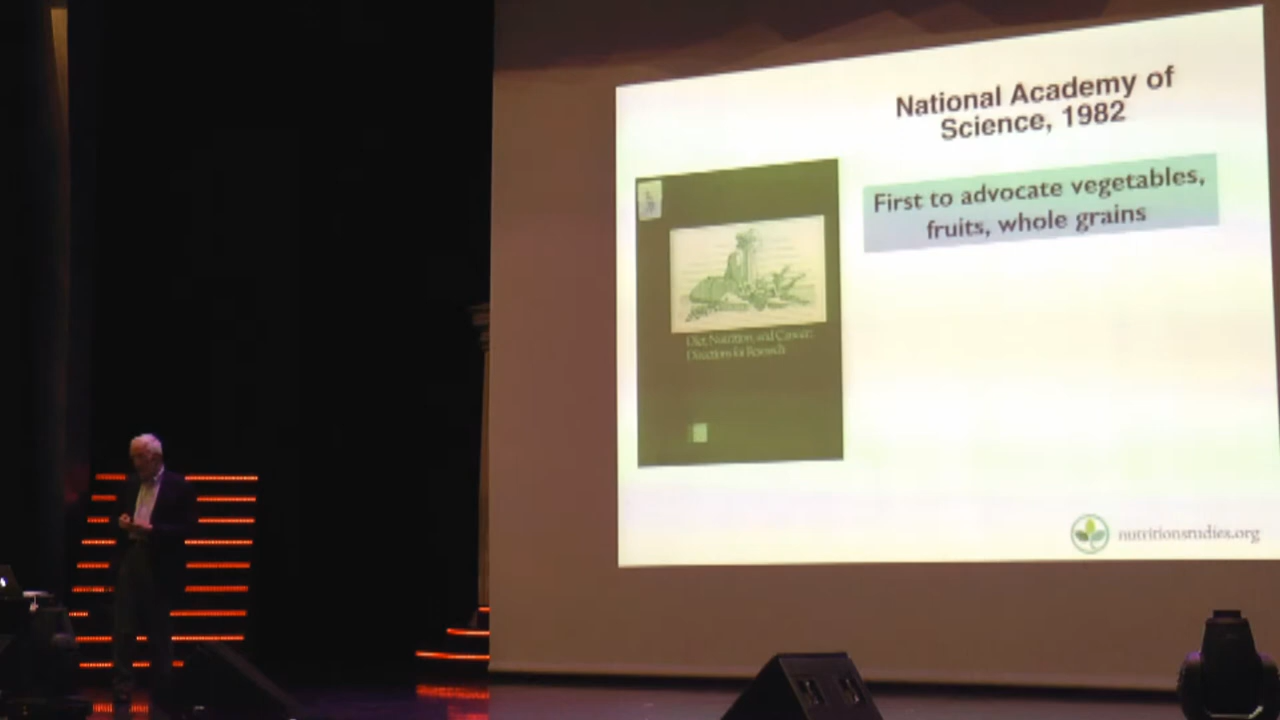 National Academy of
Science, 1982
First to advocate vegetables,
fruits, whole grains
Diet, Nutrition, and Cancer:
Directions for Research
nutritionstudies.org